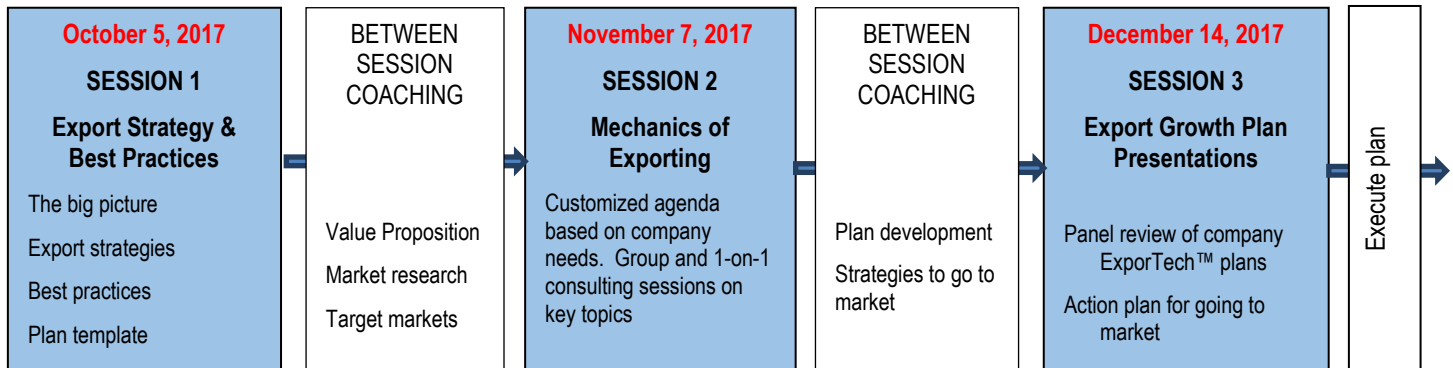 October 5, 2017
SESSION 1
Export Strategy &
Best Practices
The big picture
Export strategies
Best practices
Plan template
BETWEEN
SESSION
COACHING
Value Proposition
Market research
Target markets
November 7, 2017
SESSION 2
Mechanics of
Exporting
Customized agenda
based on company
needs.  Group and 1-on-1
consulting sessions on
key topics
BETWEEN
SESSION
COACHING
Plan development
Strategies to go to
market
December 14, 2017
SESSION 3
Export Growth Plan
Presentations
Panel review of company
ExporTech™ plans
Action plan for going to
market
Execute plan